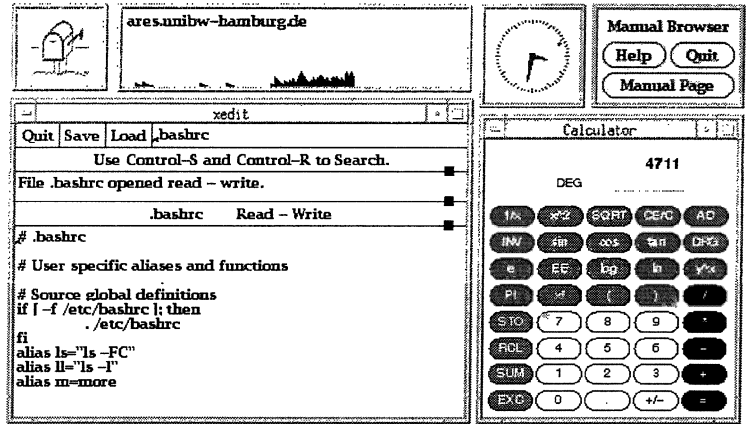 ares.unibw-hamburg.de
Manual Browser
Help Quit
Manual Page
xedit
Quit Save Load .bashrc
Use Control-S and Control-R to Search.
File .bashrc opened read - write.
.bashrc Read - Write
# .bashrc
# User specific aliases and functions
# Source global definitions
if [ -f /etc/bashrc ]; then
. /etc/bashrc
fi
alias ls="ls -FC"
alias ll="ls -l"
alias m=more
Calculator
4711
DEG
1/x x^2 SQRT CE/C AC
INV sin cos tan DRG
e EE log ln y^x
PI x! ( ) /
STO 7 8 9 *
RCL 4 5 6 -
SUM 1 2 3 +
EXC 0 . +/- =